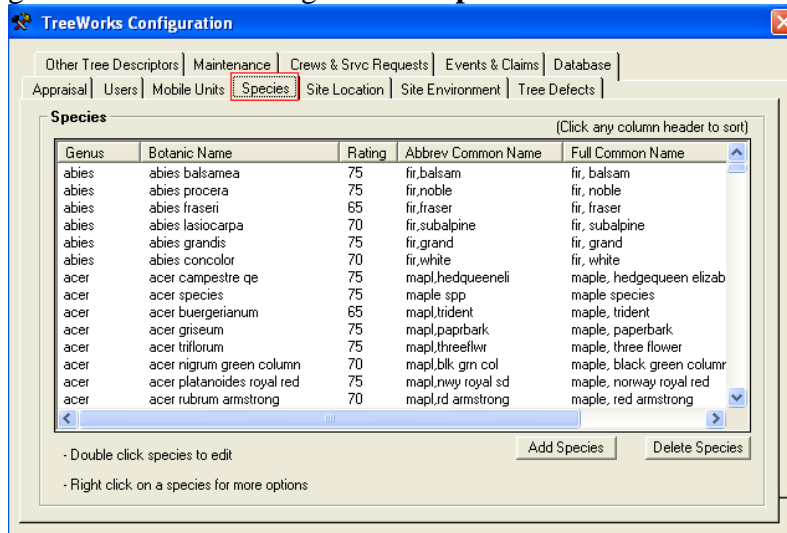 TreeWorks Configuration
Other Tree Descriptors Maintenance Crews & Srvc Requests Events & Claims Database
Appraisal Users Mobile Units Species Site Location Site Environment Tree Defects
Species
(Click any column header to sort)
Genus Botanic Name Rating Abbrev Common Name Full Common Name
abies abies balsamea 75 fir,balsam fir, balsam
abies abies procera 75 fir,noble fir, noble
abies abies fraseri 65 fir,fraser fir, fraser
abies abies lasiocarpa 70 fir,subalpine fir, subalpine
abies abies grandis 75 fir,grand fir, grand
abies abies concolor 70 fir,white fir, white
acer acer campestre qe 75 mapl,hedqueeneli maple, hedgequeen elizab
acer acer species 75 maple spp maple species
acer acer buergerianum 65 mapl,trident maple, trident
acer acer griseum 75 mapl,paprbark maple, paperbark
acer acer triflorum 75 mapl,threeflwr maple, three flower
acer acer nigrum green column 70 mapl,blk grn col maple, black green column
acer acer platanoides royal red 75 mapl,nwy royal sd maple, norway royal red
acer acer rubrum armstrong 70 mapl,rd armstrong maple, red armstrong
- Double click species to edit
Add Species Delete Species
- Right click on a species for more options